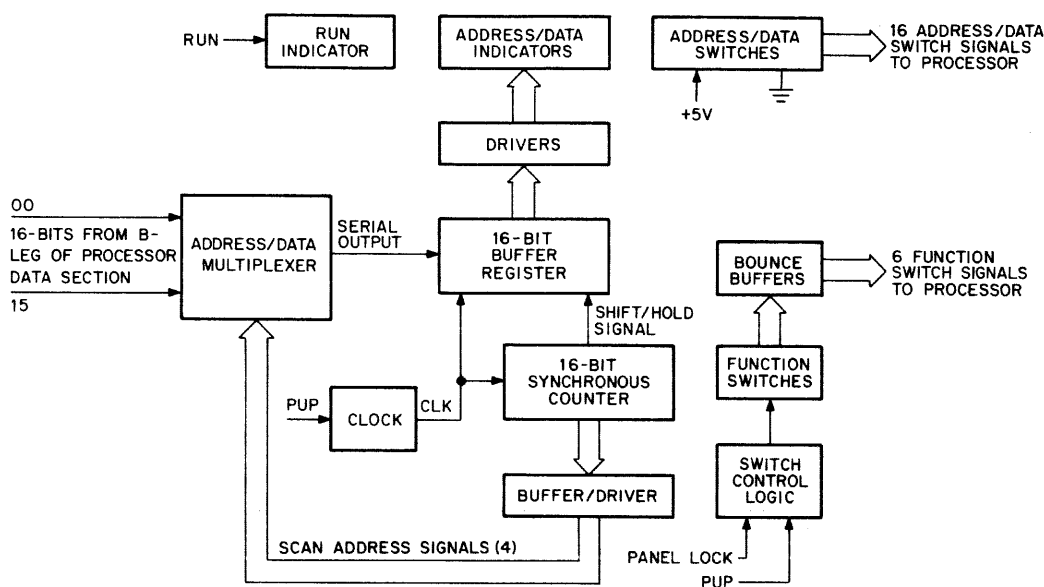 RUN
RUN
INDICATOR
ADDRESS/DATA
INDICATORS
ADDRESS/DATA
SWITCHES
16 ADDRESS/DATA
SWITCH SIGNALS
TO PROCESSOR
+5V
DRIVERS
00
16-BITS FROM B-
LEG OF PROCESSOR
DATA SECTION
15
ADDRESS/DATA
MULTIPLEXER
SERIAL
OUTPUT
16-BIT
BUFFER
REGISTER
BOUNCE
BUFFERS
6 FUNCTION
SWITCH SIGNALS
TO PROCESSOR
SHIFT/HOLD
SIGNAL
16-BIT
SYNCHRONOUS
COUNTER
FUNCTION
SWITCHES
PUP
CLOCK
CLK
BUFFER/DRIVER
SWITCH
CONTROL
LOGIC
SCAN ADDRESS SIGNALS (4)
PANEL LOCK
PUP